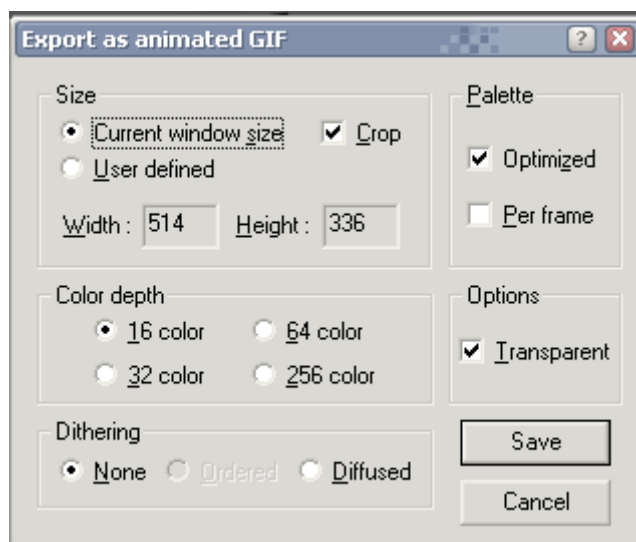 Export as animated GIF
Size
Current window size
Crop
User defined
Width : 514 Height : 336
Palette
Optimized
Per frame
Color depth
16 color 64 color
32 color 256 color
Options
Transparent
Dithering
None Ordered Diffused
Save
Cancel